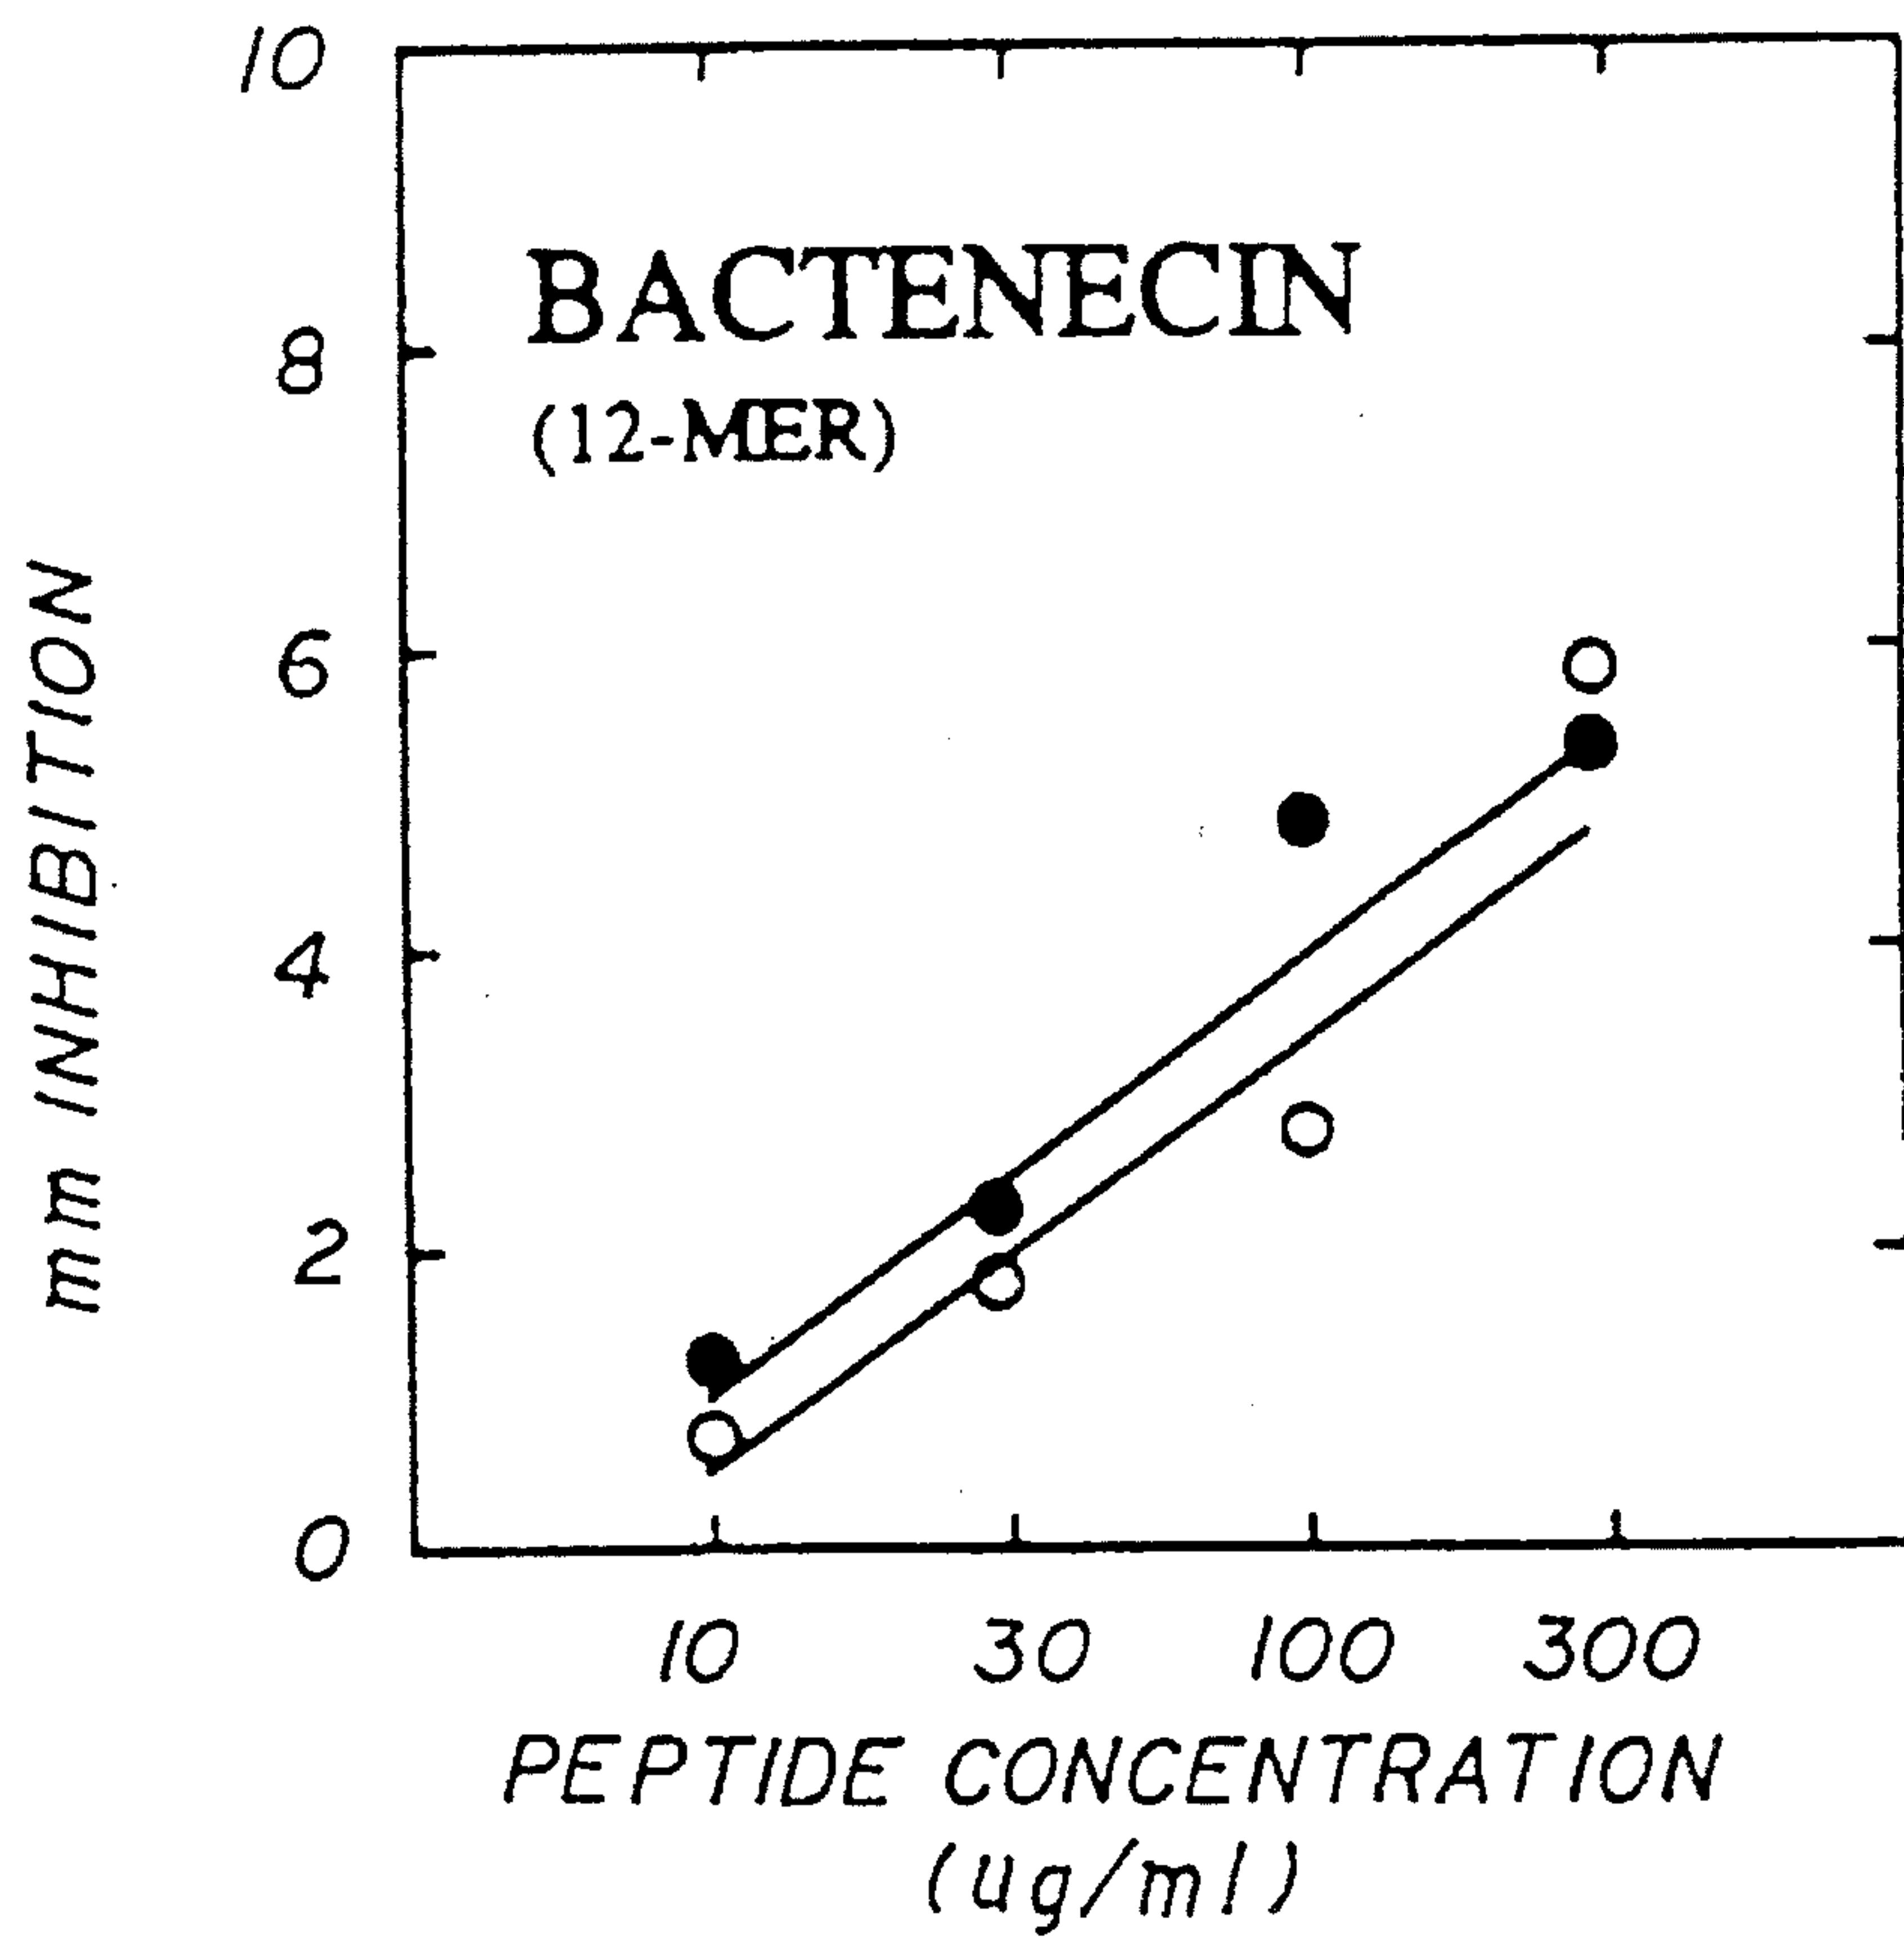 10
BACTENECIN
8
(12-MER)
6
4
2
0
mm INHIBITION
10 30 100 300
PEPTIDE CONCENTRATION
(ug/ml)